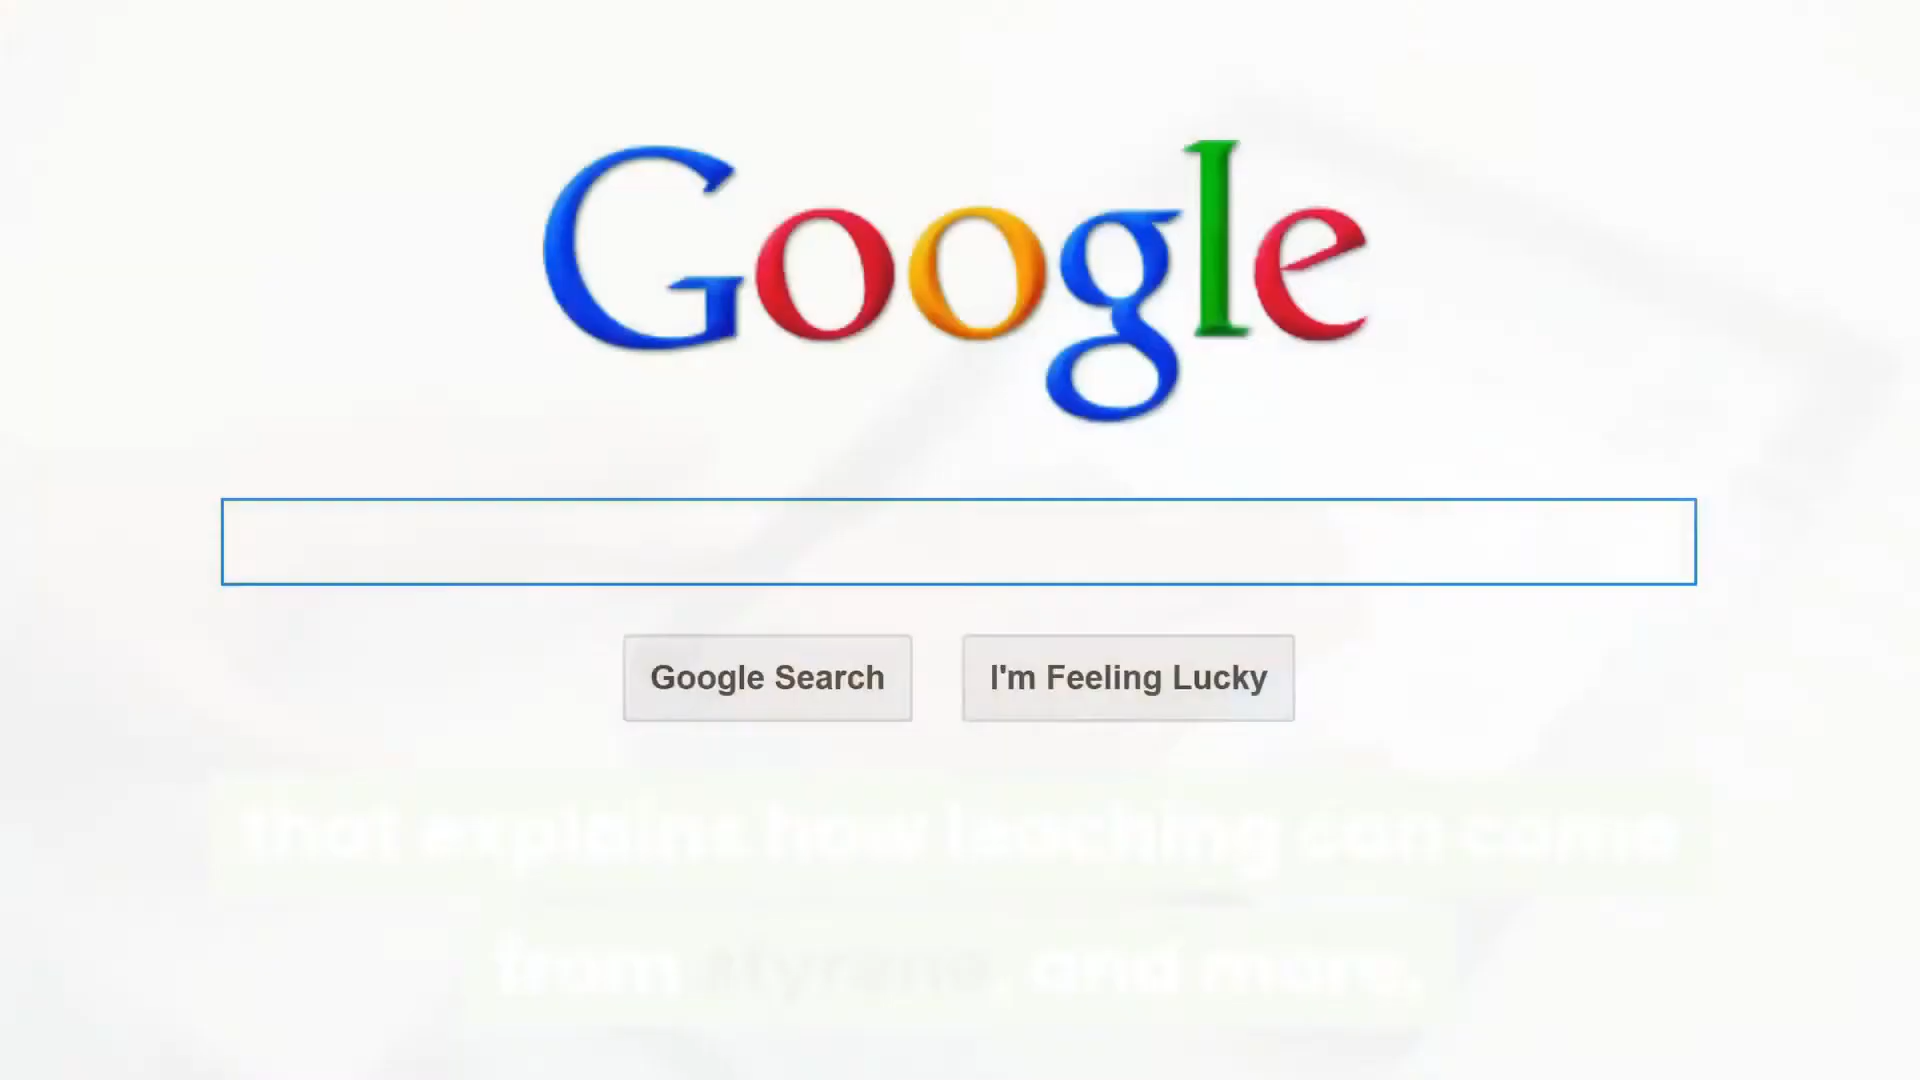 Google
Google Search
I'm Feeling Lucky
that explains how leaching can come
from styrene, and more.